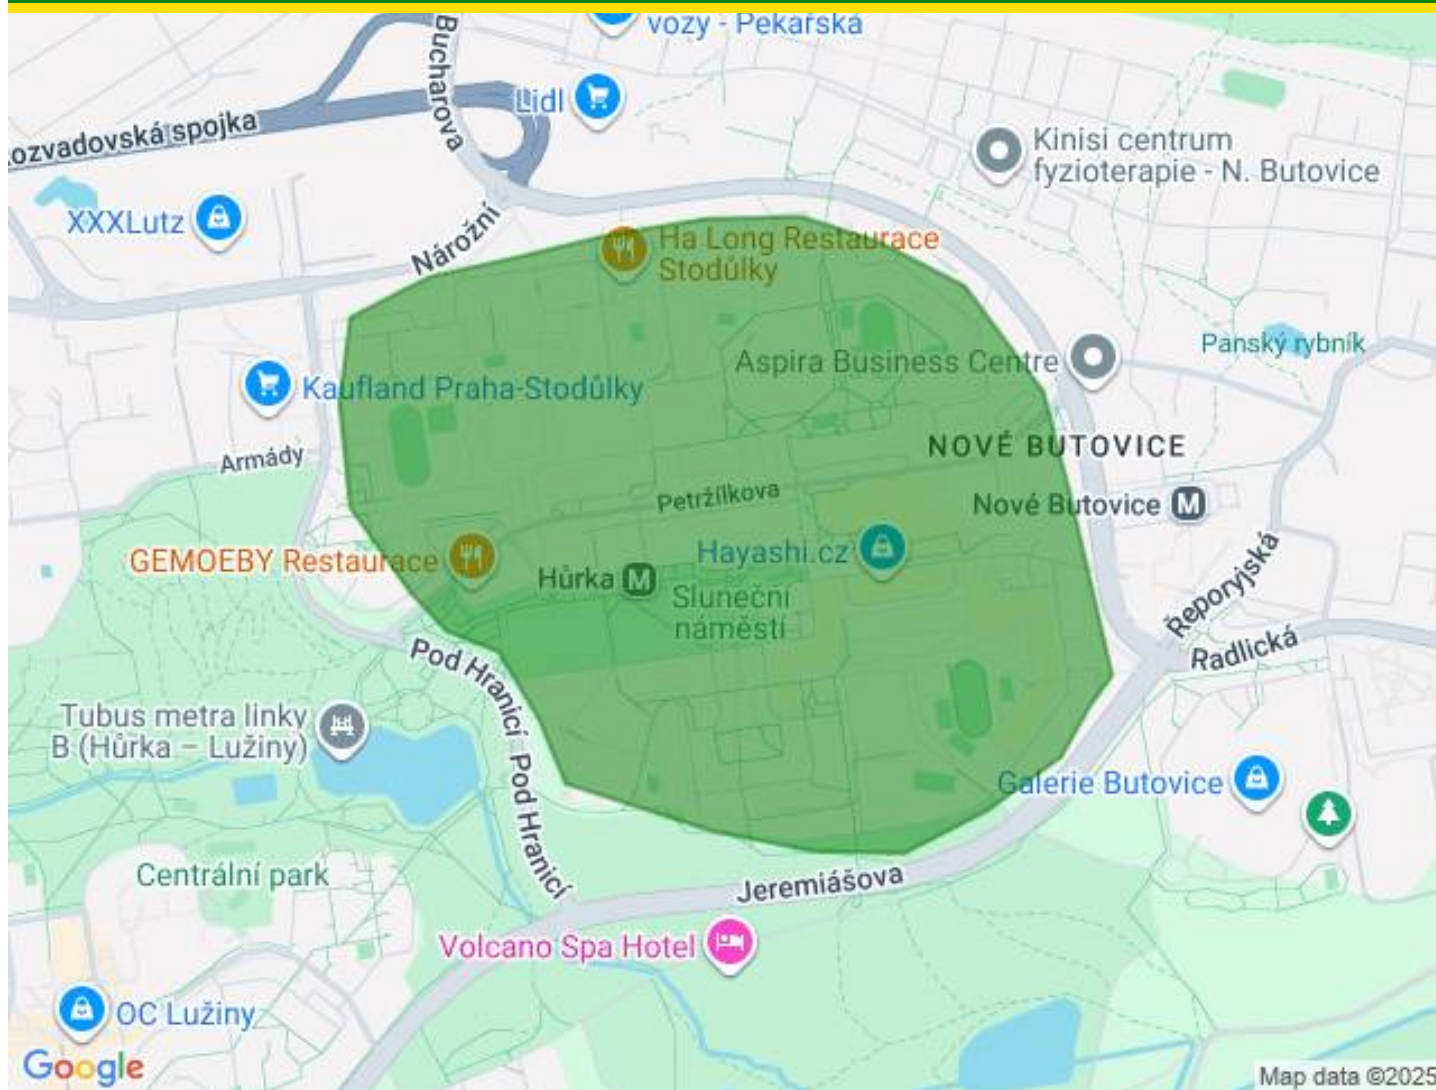 vozy - Pekařská
Bucharova
Lidl
ozvadovská spojka
Kinisi centrum
fyzioterapie - N. Butovice
XXXLutz
Nárožní
Ha Long Restaurace
Stodůlky
Panský rybník
Aspira Business Centre
Kaufland Praha-Stodůlky
NOVÉ BUTOVICE
Armády
Petržílkova
Nové Butovice M
Hayashi.cz
GEMOEBY Restaurace
Hůrka M
Sluneční
náměstí
Řeporyjská
Radlická
Pod Hranicí
Tubus metra linky
B (Hůrka – Lužiny)
Pod Hranicí
Galerie Butovice
Centrální park
Jeremiášova
Volcano Spa Hotel
OC Lužiny
Google
Map data ©2025